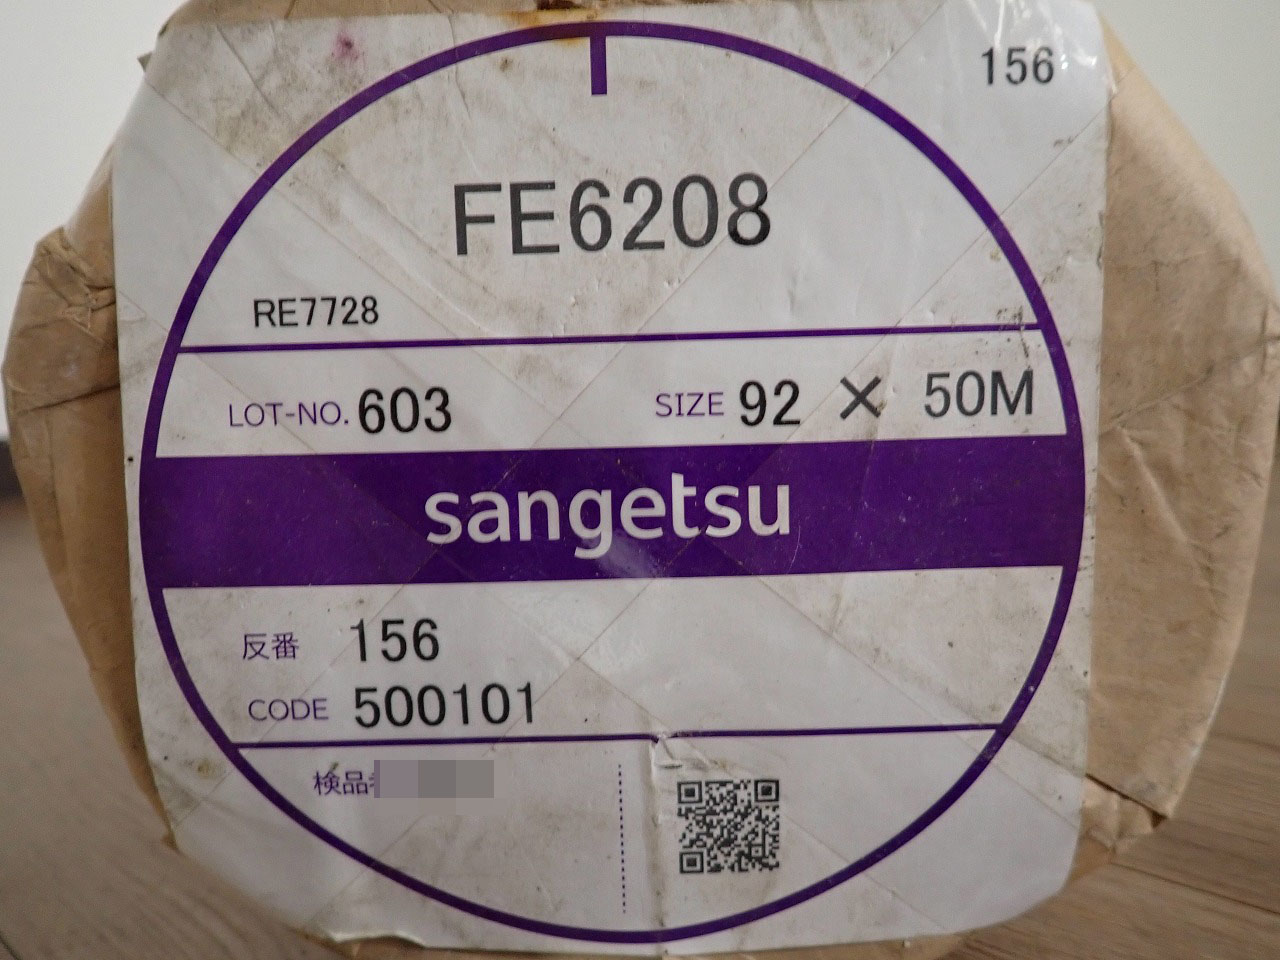 156
FE6208
RE7728
LOT-NO. 603 SIZE 92 × 50M
sangetsu
反番 156
CODE 500101
検品